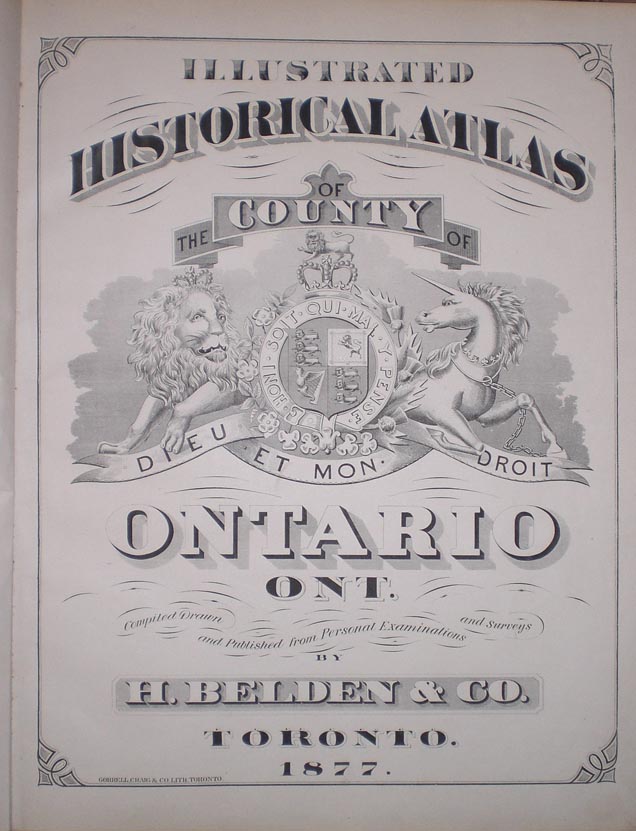 ILLUSTRATED
HISTORICAL ATLAS
OF
THE COUNTY OF
HONI · SOIT · QUI · MAL · Y · PENSE
DIEU ET MON · DROIT
ONTARIO
ONT.
Compiled Drawn and Published from Personal Examinations and Surveys
BY
H. BELDEN & CO.
TORONTO.
1877.
GORRELL, CRAIG & CO. LITH. TORONTO